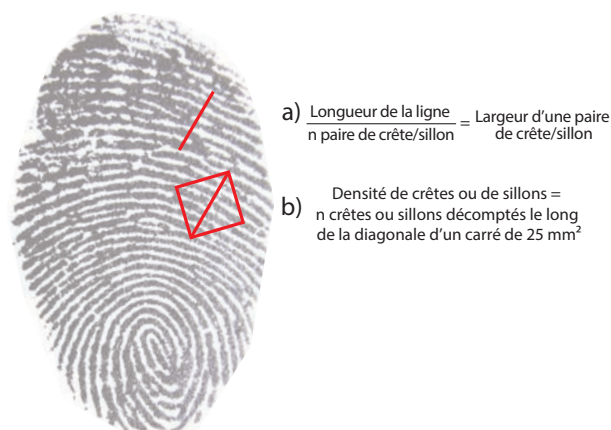 a) Longueur de la ligne = Largeur d’une paire
n paire de crête/sillon de crête/sillon
b) Densité de crêtes ou de sillons =
n crêtes ou sillons décomptés le long
de la diagonale d’un carré de 25 mm²